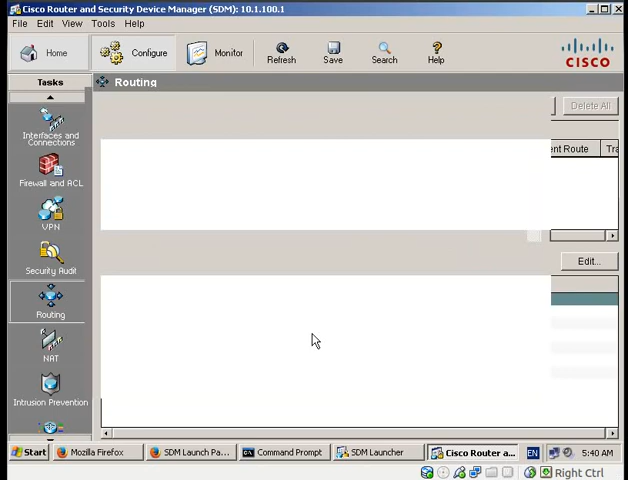 Cisco Router and Security Device Manager (SDM): 10.1.100.1
File Edit View Tools Help
Home Configure Monitor Refresh Save Search Help
CISCO
Tasks
Routing
Delete All
Interfaces and
Connections
ent Route Tra
Firewall and ACL
VPN
Edit...
Security Audit
Routing
NAT
Intrusion Prevention
Start Mozilla Firefox SDM Launch Pa... Command Prompt SDM Launcher Cisco Router a... EN 5:40 AM
Right Ctrl